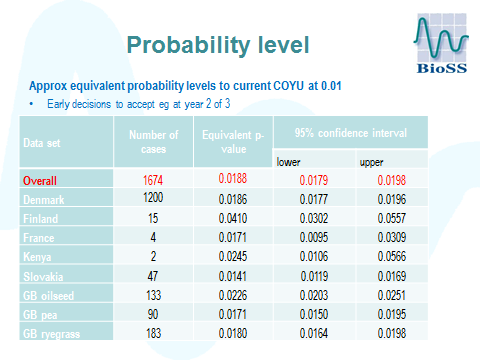 Probability level
BioSS
Approx equivalent probability levels to current COYU at 0.01
• Early decisions to accept eg at year 2 of 3
Data set Number of cases Equivalent p-value 95% confidence interval
lower upper
Overall 1674 0.0188 0.0179 0.0198
Denmark 1200 0.0186 0.0177 0.0196
Finland 15 0.0410 0.0302 0.0557
France 4 0.0171 0.0095 0.0309
Kenya 2 0.0245 0.0106 0.0566
Slovakia 47 0.0141 0.0119 0.0169
GB oilseed 133 0.0226 0.0203 0.0251
GB pea 90 0.0171 0.0150 0.0195
GB ryegrass 183 0.0180 0.0164 0.0198